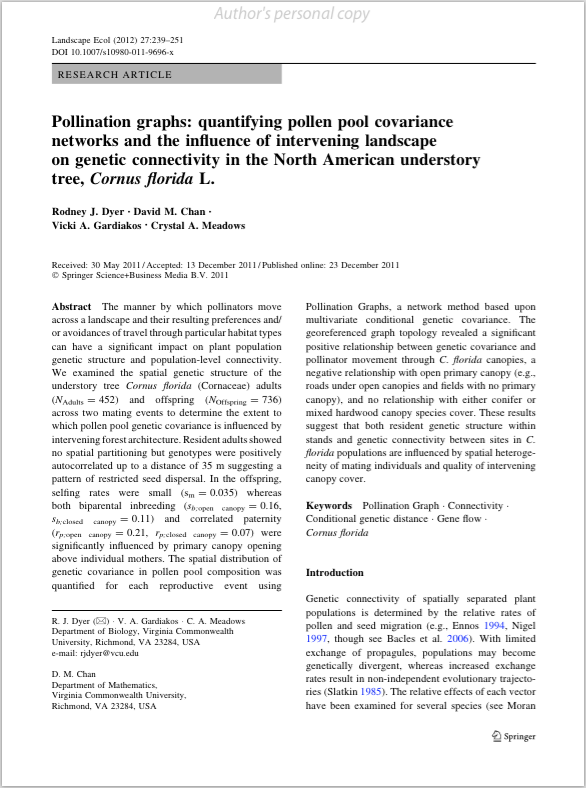 Author's personal copy
Landscape Ecol (2012) 27:239–251
DOI 10.1007/s10980-011-9696-x
RESEARCH ARTICLE
Pollination graphs: quantifying pollen pool covariance
networks and the influence of intervening landscape
on genetic connectivity in the North American understory
tree, Cornus florida L.
Rodney J. Dyer · David M. Chan ·
Vicki A. Gardiakos · Crystal A. Meadows
Received: 30 May 2011 / Accepted: 13 December 2011 / Published online: 23 December 2011
© Springer Science+Business Media B.V. 2011
Abstract The manner by which pollinators move
across a landscape and their resulting preferences and/
or avoidances of travel through particular habitat types
can have a significant impact on plant population
genetic structure and population-level connectivity.
We examined the spatial genetic structure of the
understory tree Cornus florida (Cornaceae) adults
(NAdults = 452) and offspring (NOffspring = 736)
across two mating events to determine the extent to
which pollen pool genetic covariance is influenced by
intervening forest architecture. Resident adults showed
no spatial partitioning but genotypes were positively
autocorrelated up to a distance of 35 m suggesting a
pattern of restricted seed dispersal. In the offspring,
selfing rates were small (sm = 0.035) whereas
both biparental inbreeding (sb;open canopy = 0.16,
sb;closed canopy = 0.11) and correlated paternity
(rp;open canopy = 0.21, rp;closed canopy = 0.07) were
significantly influenced by primary canopy opening
above individual mothers. The spatial distribution of
genetic covariance in pollen pool composition was
quantified for each reproductive event using
R. J. Dyer (✉) · V. A. Gardiakos · C. A. Meadows
Department of Biology, Virginia Commonwealth
University, Richmond, VA 23284, USA
e-mail: rjdyer@vcu.edu
D. M. Chan
Department of Mathematics,
Virginia Commonwealth University,
Richmond, VA 23284, USA
Pollination Graphs, a network method based upon
multivariate conditional genetic covariance. The
georeferenced graph topology revealed a significant
positive relationship between genetic covariance and
pollinator movement through C. florida canopies, a
negative relationship with open primary canopy (e.g.,
roads under open canopies and fields with no primary
canopy), and no relationship with either conifer or
mixed hardwood canopy species cover. These results
suggest that both resident genetic structure within
stands and genetic connectivity between sites in C.
florida populations are influenced by spatial heteroge-
neity of mating individuals and quality of intervening
canopy cover.
Keywords Pollination Graph · Connectivity ·
Conditional genetic distance · Gene flow ·
Cornus florida
Introduction
Genetic connectivity of spatially separated plant
populations is determined by the relative rates of
pollen and seed migration (e.g., Ennos 1994, Nigel
1997, though see Bacles et al. 2006). With limited
exchange of propagules, populations may become
genetically divergent, whereas increased exchange
rates result in non-independent evolutionary trajecto-
ries (Slatkin 1985). The relative effects of each vector
have been examined for several species (see Moran
Springer